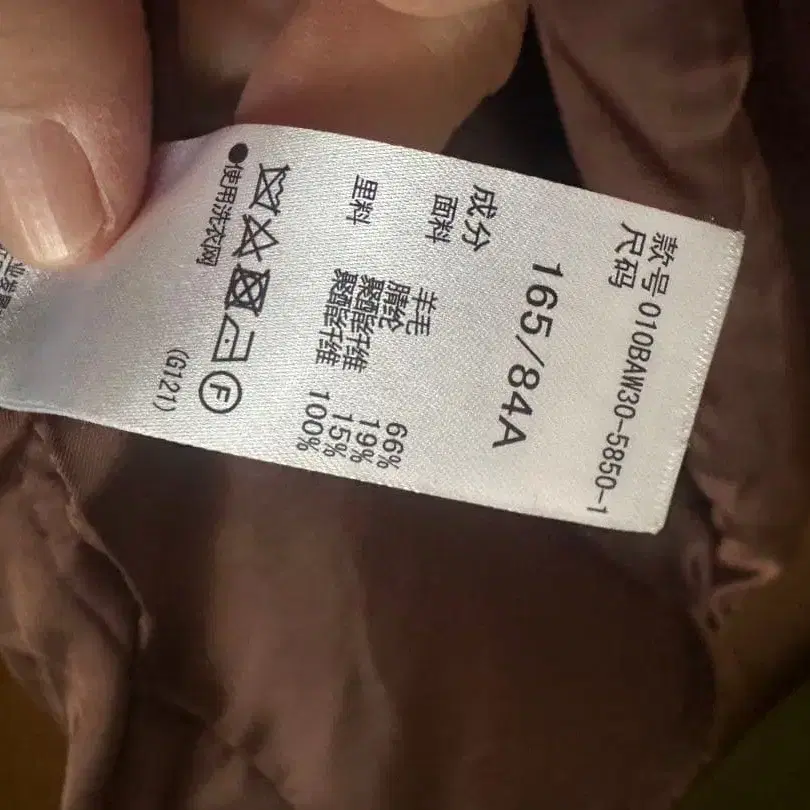 款号 010BAW30-5850-1
尺码
165/84A
成分
面料 羊毛 66%
腈纶 19%
聚酯纤维 15%
里料 聚酯纤维 100%
F
●使用洗衣网
(G121)